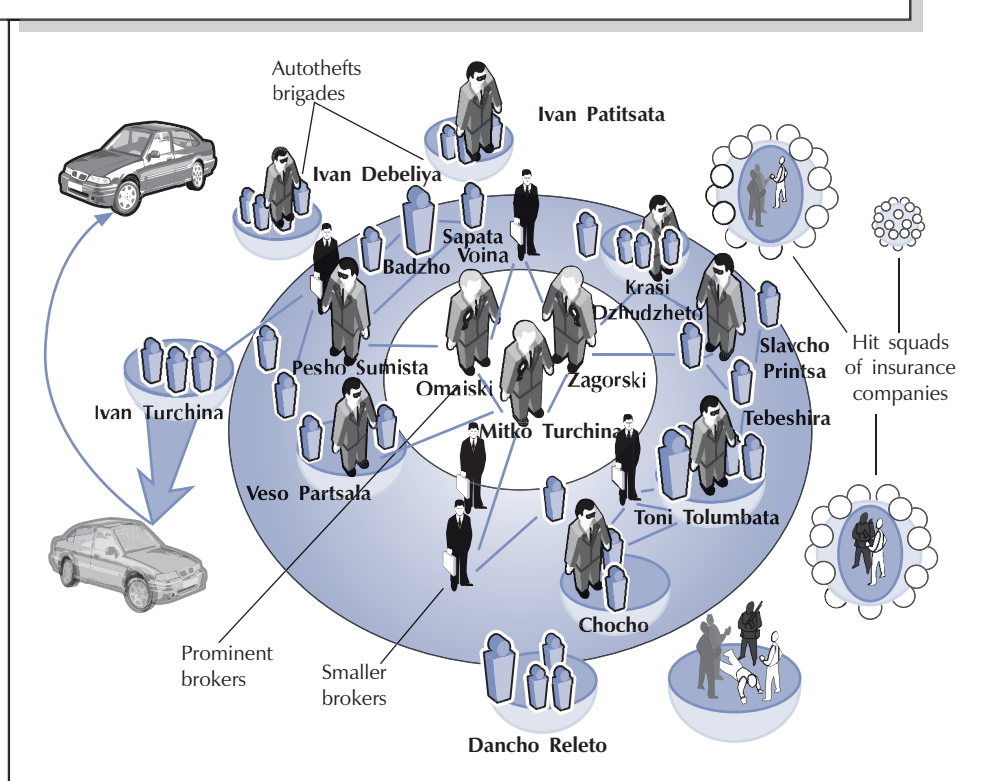 Autothefts
brigades
Ivan Patitsata
Ivan Debeliya
Sapata
Voina
Badzho
Krasi
Dzhudzheto
Slavcho
Printsa
Hit squads
of insurance
companies
Pesho Sumista
Omaiski
Zagorski
Ivan Turchina
Mitko Turchina
Tebeshira
Veso Partsala
Toni Tolumbata
Chocho
Prominent
brokers
Smaller
brokers
Dancho Releto